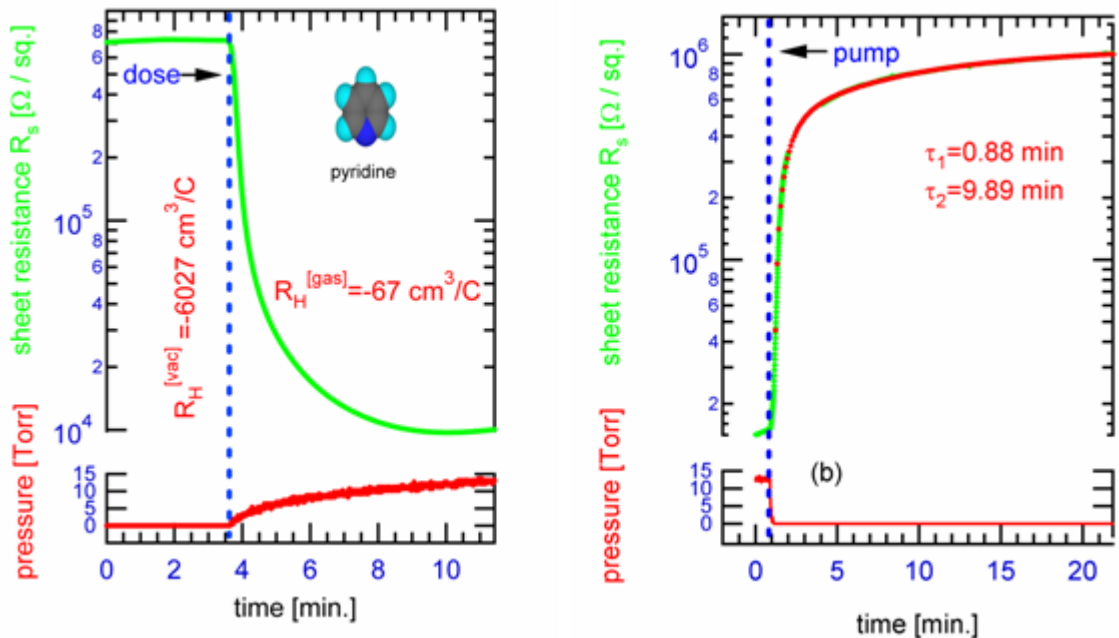 sheet resistance R_s [Ω / sq.]
pressure [Torr]
8
6
4
2
10^5
8
6
4
2
10^4
15
10
5
0
dose
pyridine
R_H^[vac]=-6027 cm^3/C
R_H^[gas]=-67 cm^3/C
0 2 4 6 8 10
time [min.]
sheet resistance R_s [Ω / sq.]
pressure [Torr]
10^6
8
6
4
2
10^5
8
6
4
2
15
10
5
0
pump
τ_1=0.88 min
τ_2=9.89 min
(b)
0 5 10 15 20
time [min.]